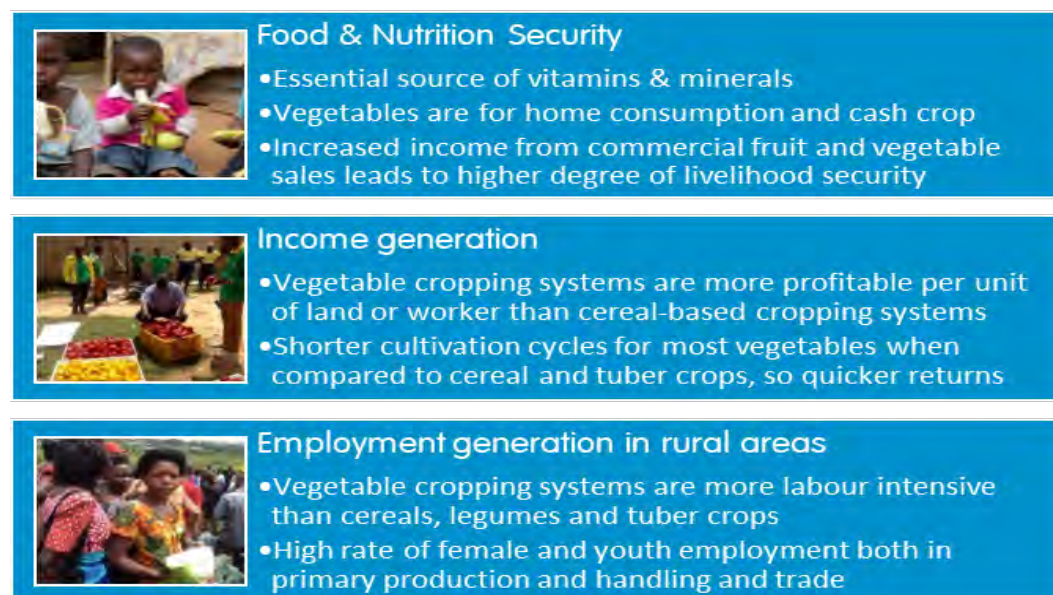 Food & Nutrition Security
•Essential source of vitamins & minerals
•Vegetables are for home consumption and cash crop
•Increased income from commercial fruit and vegetable
sales leads to higher degree of livelihood security
Income generation
•Vegetable cropping systems are more profitable per unit
of land or worker than cereal-based cropping systems
•Shorter cultivation cycles for most vegetables when
compared to cereal and tuber crops, so quicker returns
Employment generation in rural areas
•Vegetable cropping systems are more labour intensive
than cereals, legumes and tuber crops
•High rate of female and youth employment both in
primary production and handling and trade